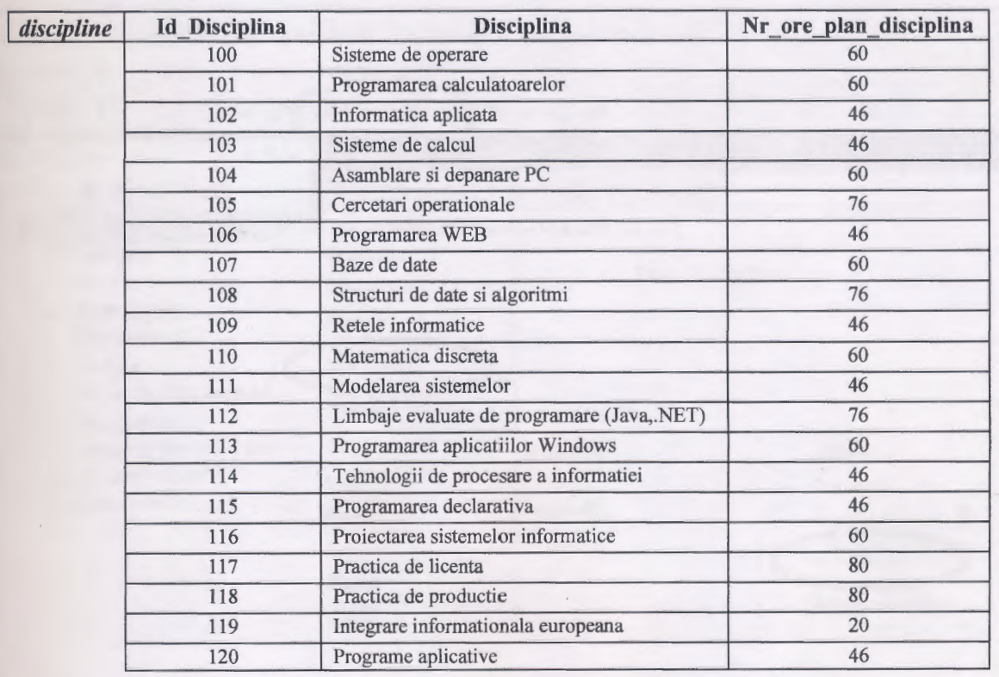 discipline Id_Disciplina Disciplina Nr_ore_plan_disciplina
100 Sisteme de operare 60
101 Programarea calculatoarelor 60
102 Informatica aplicata 46
103 Sisteme de calcul 46
104 Asamblare si depanare PC 60
105 Cercetari operationale 76
106 Programarea WEB 46
107 Baze de date 60
108 Structuri de date si algoritmi 76
109 Retele informatice 46
110 Matematica discreta 60
111 Modelarea sistemelor 46
112 Limbaje evaluate de programare (Java,.NET) 76
113 Programarea aplicatiilor Windows 60
114 Tehnologii de procesare a informatiei 46
115 Programarea declarativa 46
116 Proiectarea sistemelor informatice 60
117 Practica de licenta 80
118 Practica de productie 80
119 Integrare informationala europeana 20
120 Programe aplicative 46